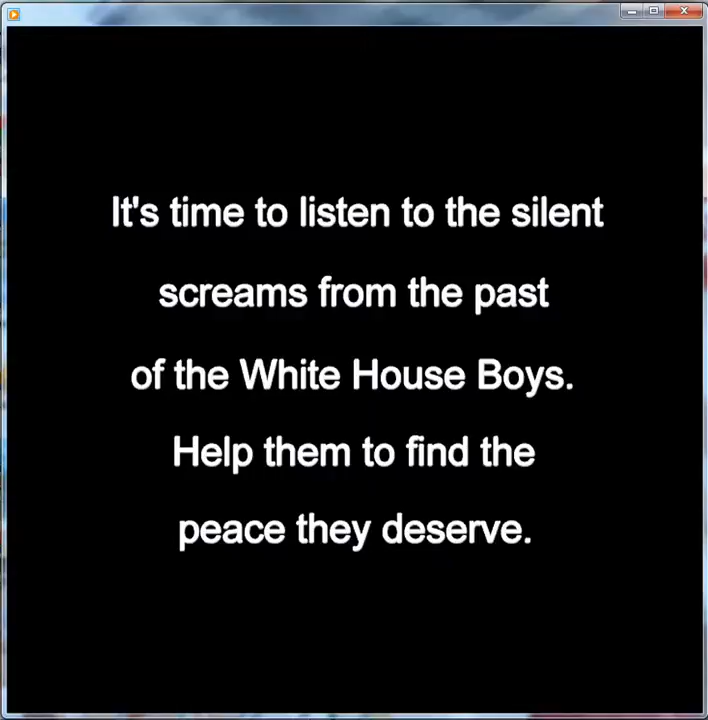 It's time to listen to the silent
screams from the past
of the White House Boys.
Help them to find the
peace they deserve.